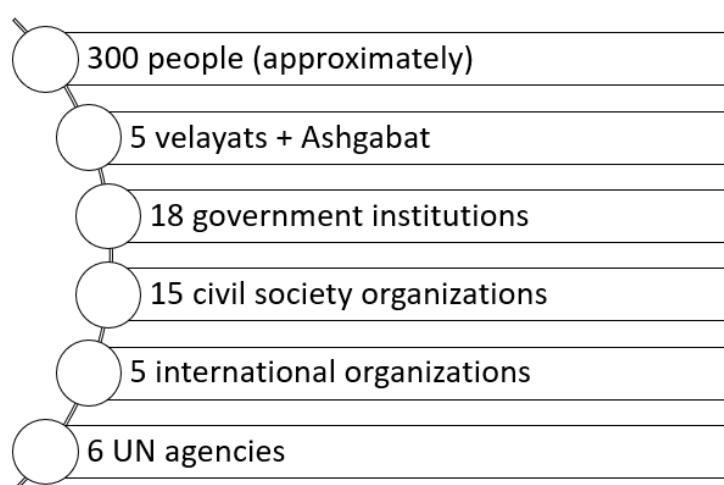 300 people (approximately)
5 velayats + Ashgabat
18 government institutions
15 civil society organizations
5 international organizations
6 UN agencies